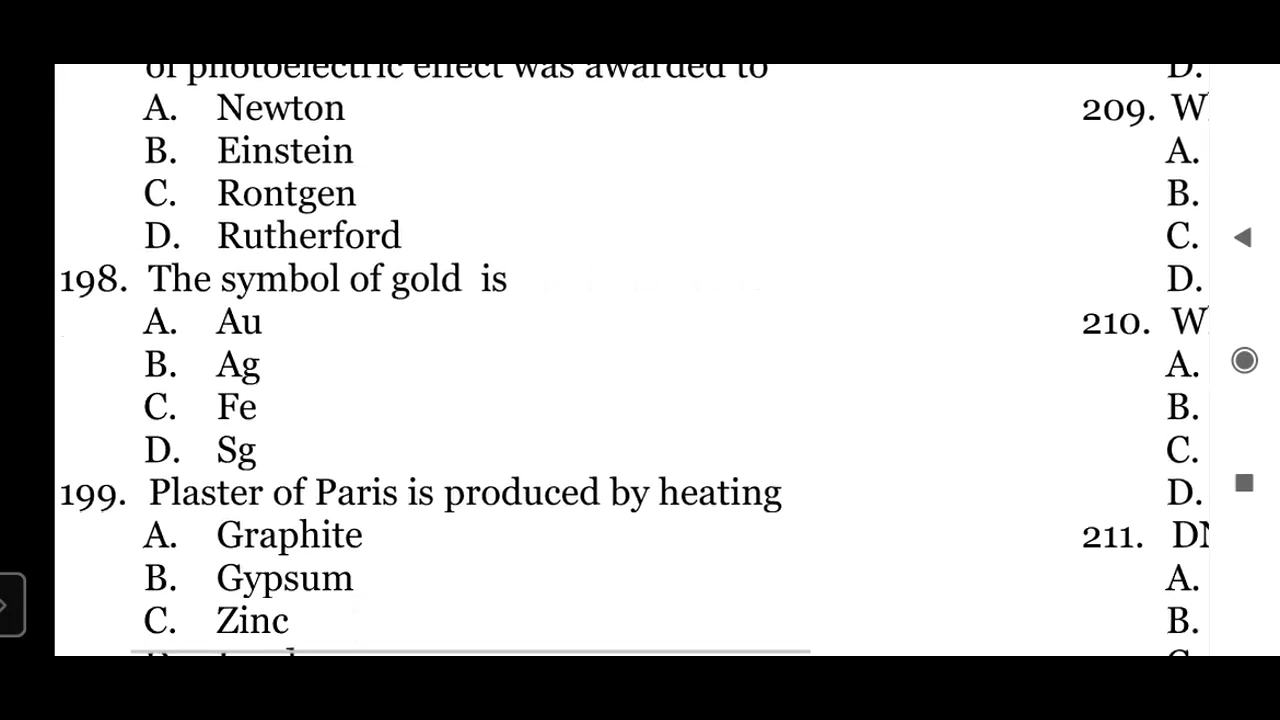 of photoelectric effect was awarded to
A. Newton
B. Einstein
C. Rontgen
D. Rutherford
198. The symbol of gold is
A. Au
B. Ag
C. Fe
D. Sg
199. Plaster of Paris is produced by heating
A. Graphite
B. Gypsum
C. Zinc
D.
209.
A.
B.
C.
D.
210.
A.
B.
C.
D.
211.
A.
B.